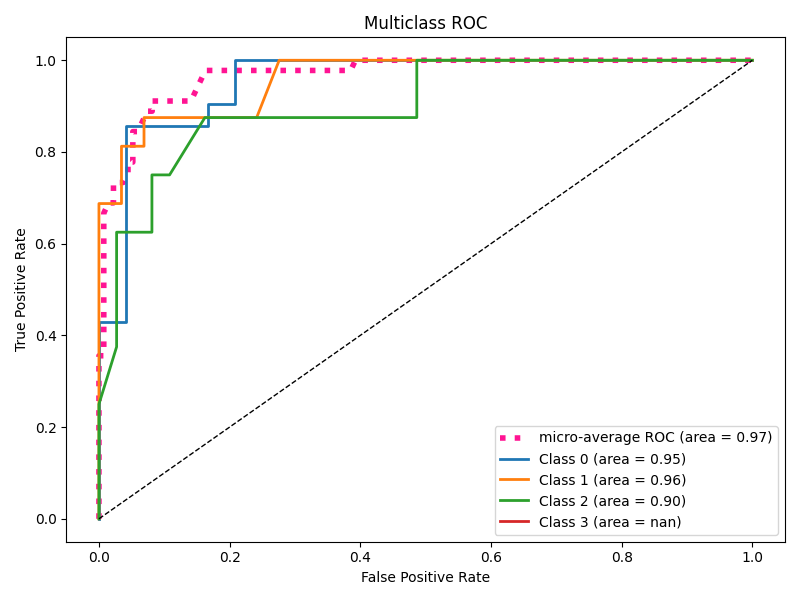 Multiclass ROC
1.0
0.8
0.6
0.4
0.2
0.0
True Positive Rate
micro-average ROC (area = 0.97)
Class 0 (area = 0.95)
Class 1 (area = 0.96)
Class 2 (area = 0.90)
Class 3 (area = nan)
0.0 0.2 0.4 0.6 0.8 1.0
False Positive Rate